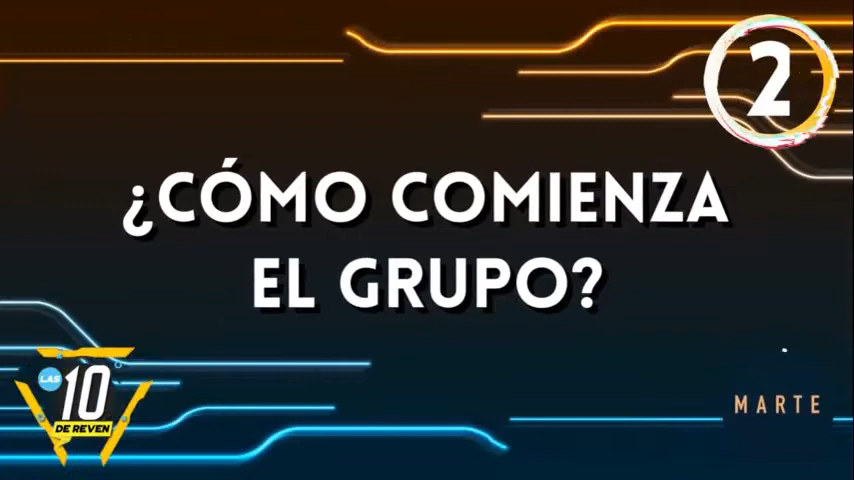 2
¿CÓMO COMIENZA
EL GRUPO?
LAS
10
DE REVEN
MARTE